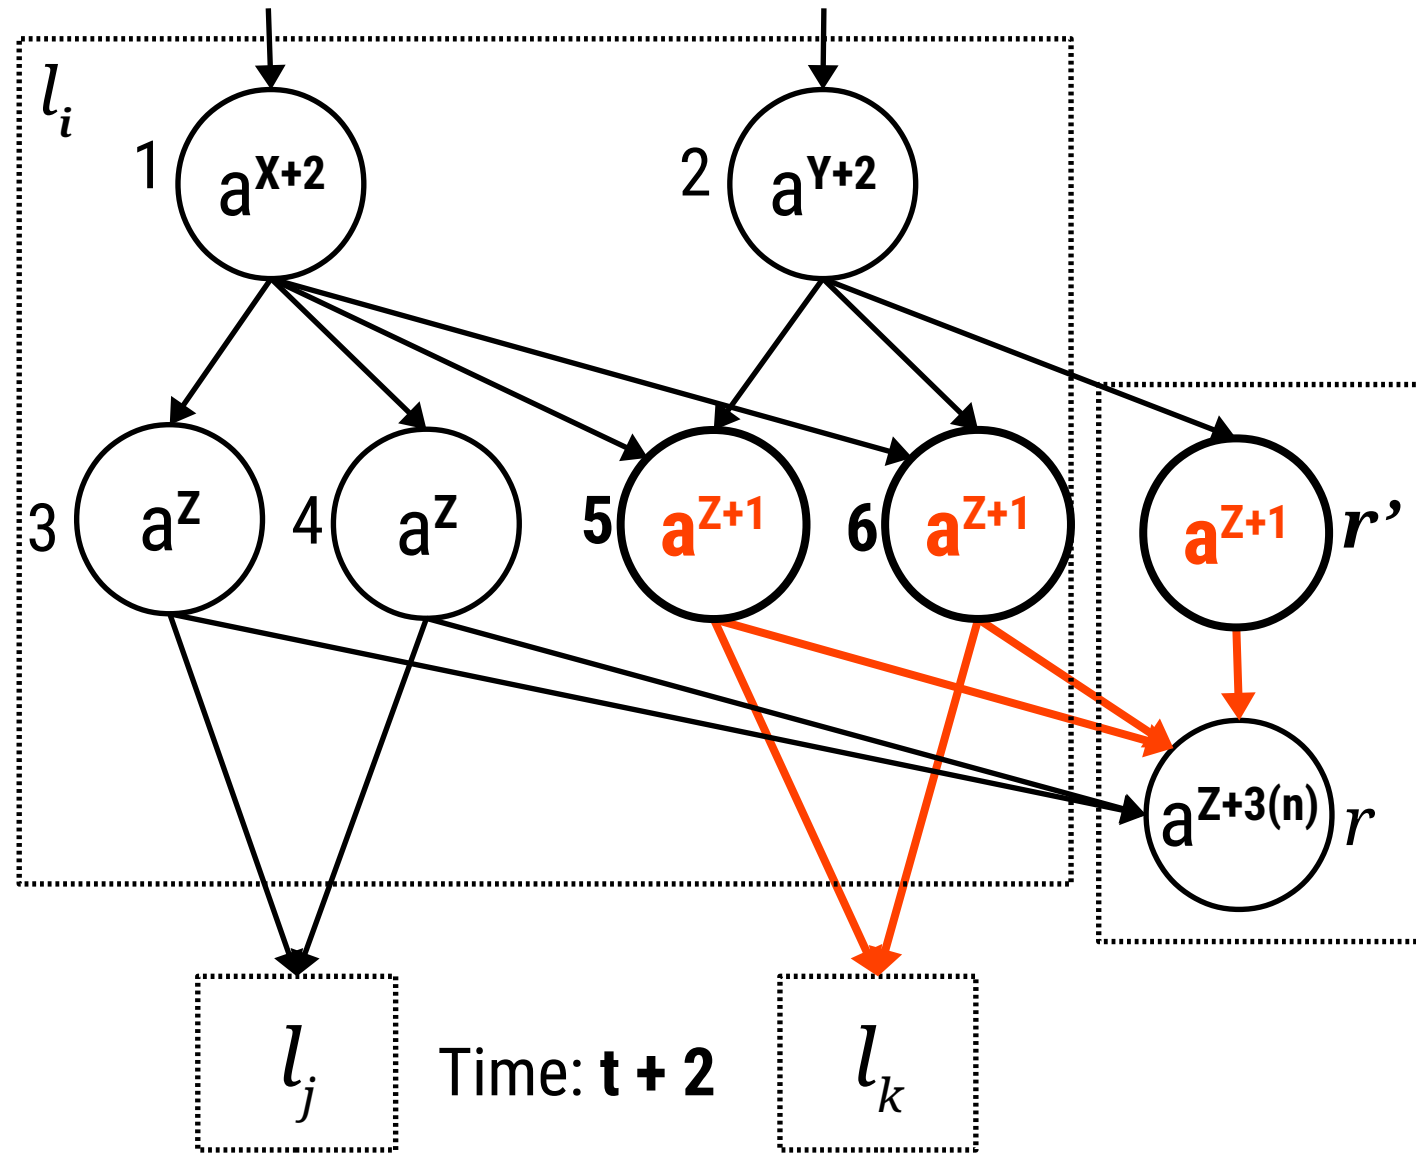 l_i
1 a^{X+2}
2 a^{Y+2}
3 a^Z
4 a^Z
5 a^{Z+1}
6 a^{Z+1}
a^{Z+1} r’
a^{Z+3(n)} r
l_j
Time: t + 2
l_k